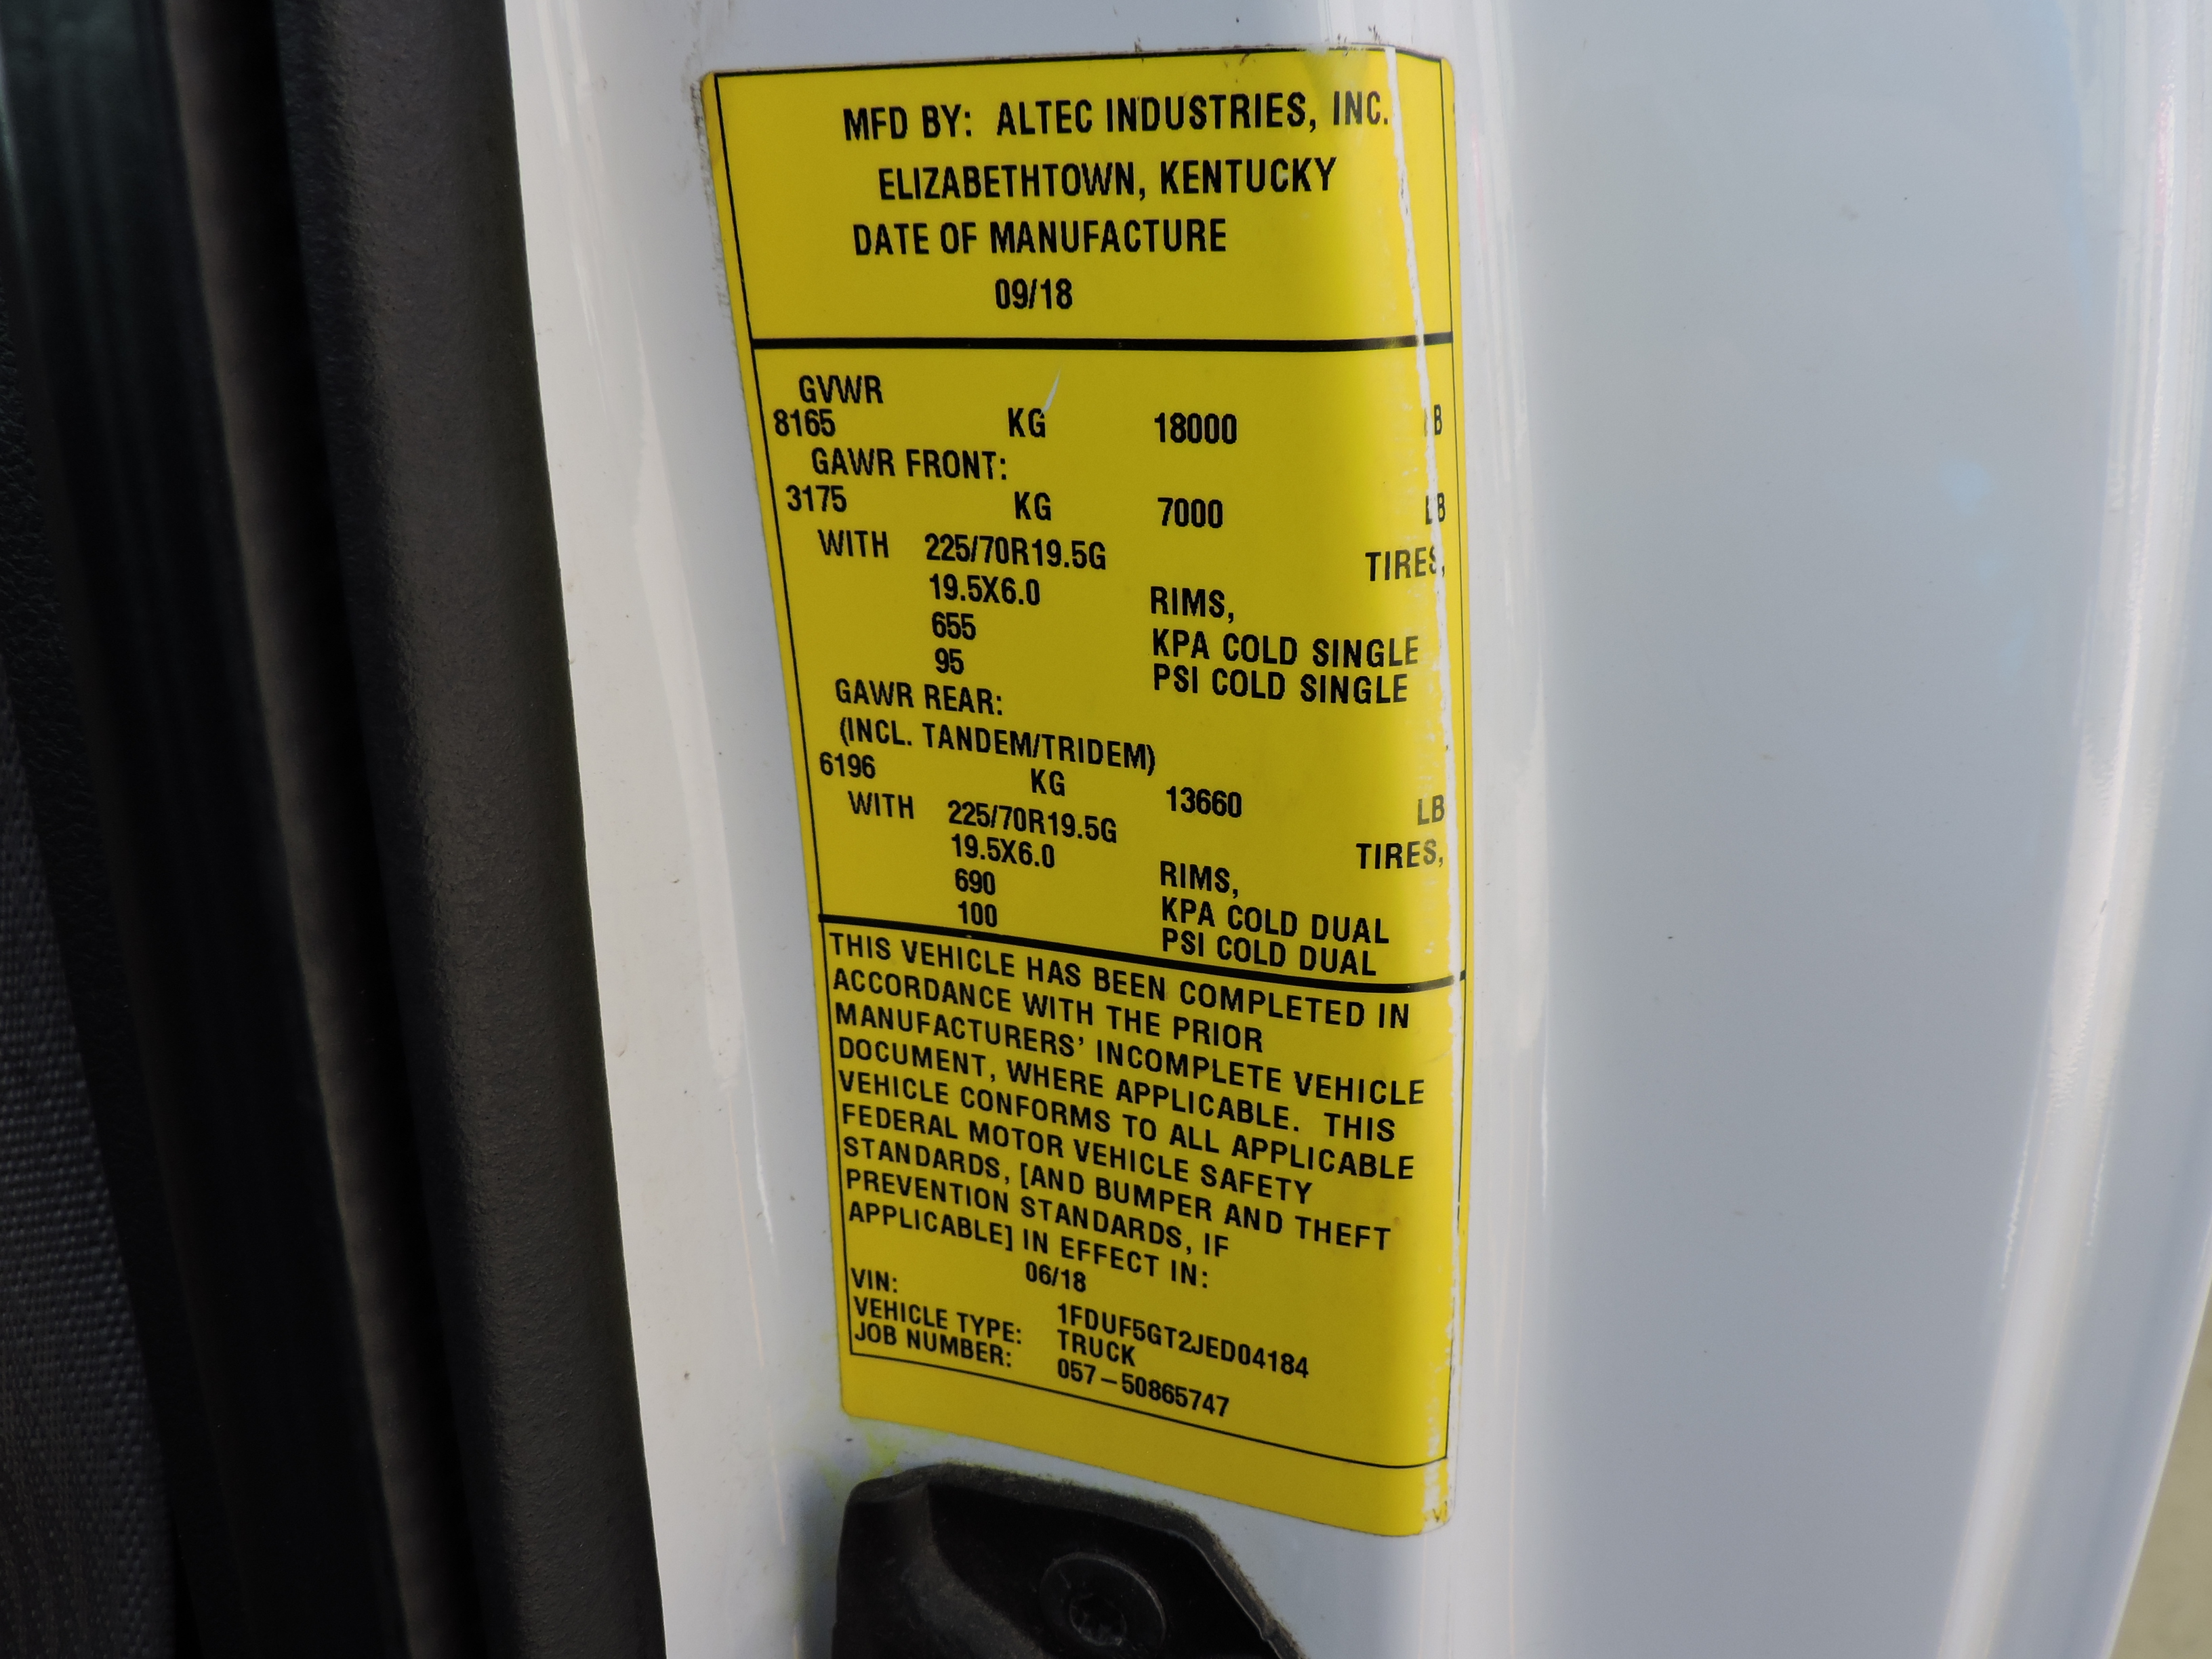 MFD BY: ALTEC INDUSTRIES, INC.
ELIZABETHTOWN, KENTUCKY
DATE OF MANUFACTURE
09/18
GVWR
8165 KG 18000 LB
GAWR FRONT:
3175 KG 7000 LB
WITH 225/70R19.5G TIRES,
19.5X6.0 RIMS,
655 KPA COLD SINGLE
95 PSI COLD SINGLE
GAWR REAR:
(INCL. TANDEM/TRIDEM)
6196 KG 13660 LB
WITH 225/70R19.5G TIRES,
19.5X6.0 RIMS,
690 KPA COLD DUAL
100 PSI COLD DUAL
THIS VEHICLE HAS BEEN COMPLETED IN
ACCORDANCE WITH THE PRIOR
MANUFACTURERS' INCOMPLETE VEHICLE
DOCUMENT, WHERE APPLICABLE. THIS
VEHICLE CONFORMS TO ALL APPLICABLE
FEDERAL MOTOR VEHICLE SAFETY
STANDARDS, [AND BUMPER AND THEFT
PREVENTION STANDARDS, IF
APPLICABLE] IN EFFECT IN:
06/18
VIN: 1FDUF5GT2JED04184
VEHICLE TYPE: TRUCK
JOB NUMBER: 057-50865747